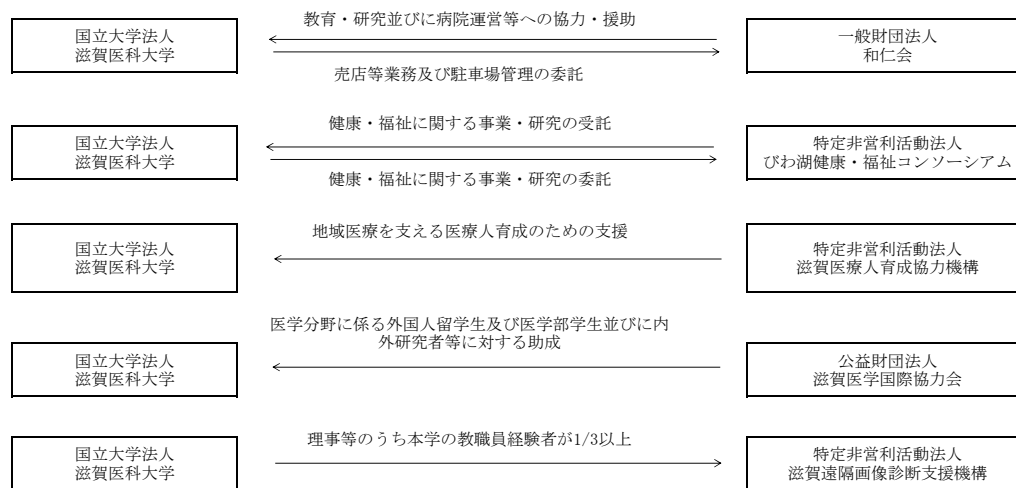 教育・研究並びに病院運営等への協力・援助
国立大学法人
滋賀医科大学
一般財団法人
和仁会
売店等業務及び駐車場管理の委託
健康・福祉に関する事業・研究の受託
国立大学法人
滋賀医科大学
特定非営利活動法人
びわ湖健康・福祉コンソーシアム
健康・福祉に関する事業・研究の委託
地域医療を支える医療人育成のための支援
国立大学法人
滋賀医科大学
特定非営利活動法人
滋賀医療人育成協力機構
医学分野に係る外国人留学生及び医学部学生並びに内
外研究者等に対する助成
国立大学法人
滋賀医科大学
公益財団法人
滋賀医学国際協力会
理事等のうち本学の教職員経験者が1/3以上
国立大学法人
滋賀医科大学
特定非営利活動法人
滋賀遠隔画像診断支援機構